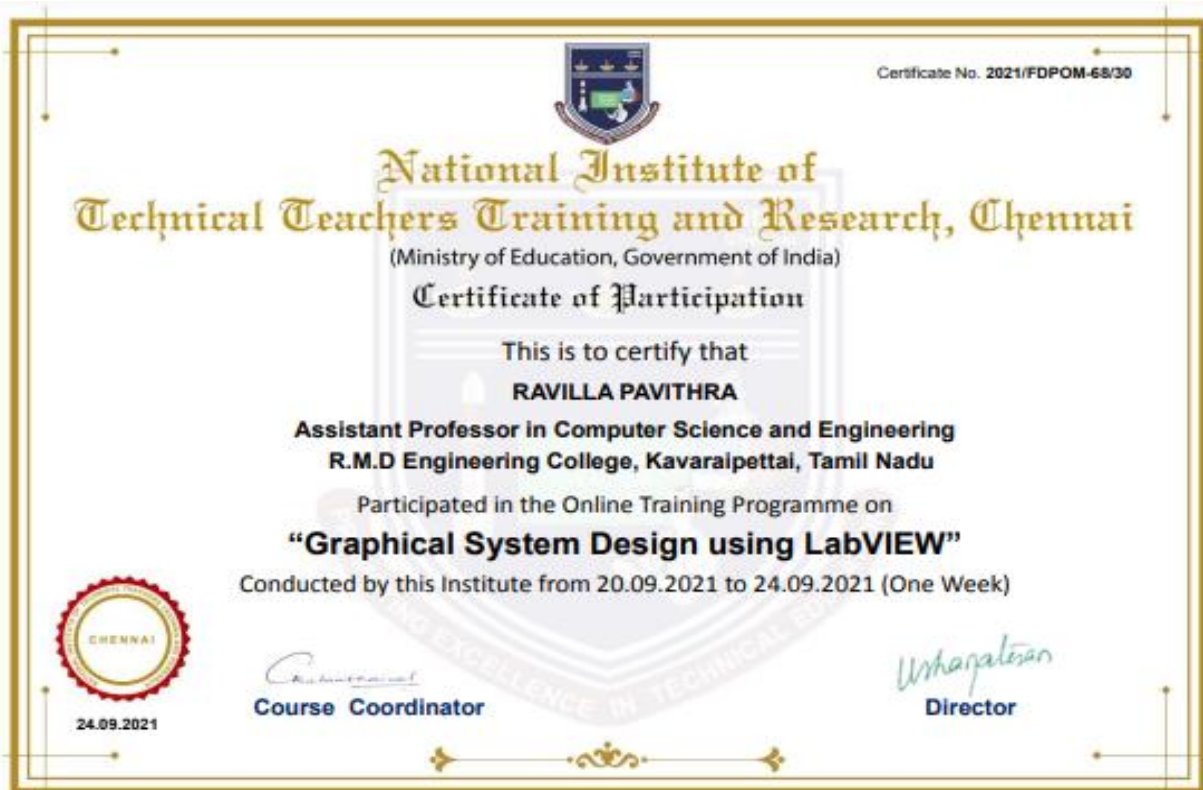 Certificate No. 2021/FDPOM-68/30
National Institute of
Technical Teachers Training and Research, Chennai
(Ministry of Education, Government of India)
Certificate of Participation
This is to certify that
RAVILLA PAVITHRA
Assistant Professor in Computer Science and Engineering
R.M.D Engineering College, Kavaraipettai, Tamil Nadu
Participated in the Online Training Programme on
“Graphical System Design using LabVIEW”
Conducted by this Institute from 20.09.2021 to 24.09.2021 (One Week)
CHENNAI
EXCELLENCE IN TECHNICAL
Course Coordinator
Director
24.09.2021